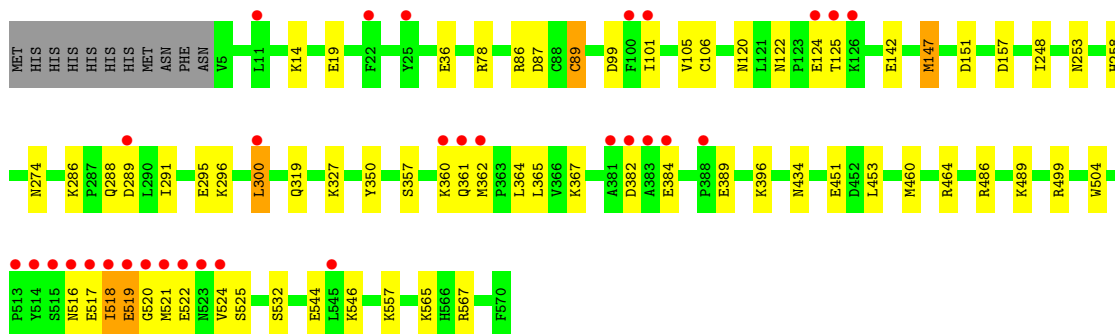 MET HIS HIS HIS HIS HIS HIS MET ASN PHE ASN V5 L11 K14 E19 F22 Y25 E36 R78 R86 D87 C88 C89 D99 F100 I101 V105 C106 N120 L121 N122 P123 E124 T125 K126 E142 M147 D151 D157 I248 N253 H258
N274 K286 P287 Q288 D289 L290 I291 E295 K296 L300 Q319 K327 Y350 S357 K360 Q361 M362 P363 L364 L365 V366 K367 A381 D382 A383 E384 P388 E389 K396 N434 E451 D452 L453 M460 R464 R486 K489 R499 W504
P513 Y514 S515 N516 E517 I518 E519 G520 M521 E522 N523 V524 S525 S532 E544 L545 K546 K557 K565 H566 R567 F570